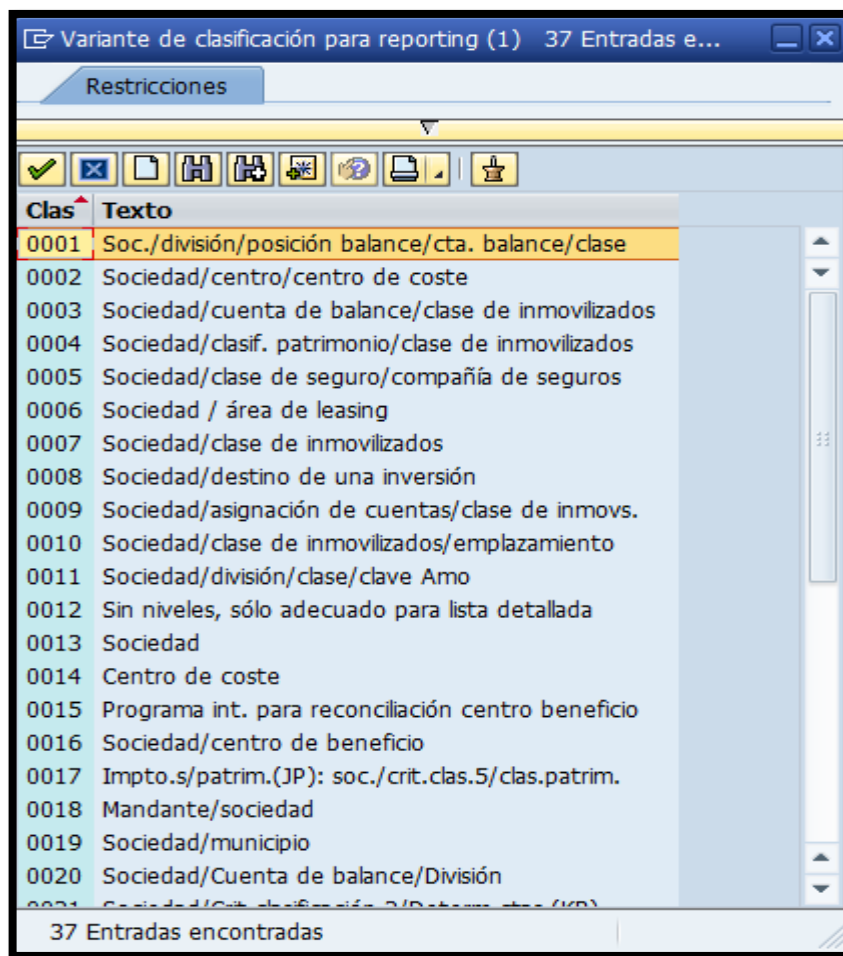 Variante de clasificación para reporting (1) 37 Entradas e...
Restricciones
Clas Texto
0001 Soc./división/posición balance/cta. balance/clase
0002 Sociedad/centro/centro de coste
0003 Sociedad/cuenta de balance/clase de inmovilizados
0004 Sociedad/clasif. patrimonio/clase de inmovilizados
0005 Sociedad/clase de seguro/compañía de seguros
0006 Sociedad / área de leasing
0007 Sociedad/clase de inmovilizados
0008 Sociedad/destino de una inversión
0009 Sociedad/asignación de cuentas/clase de inmovs.
0010 Sociedad/clase de inmovilizados/emplazamiento
0011 Sociedad/división/clase/clave Amo
0012 Sin niveles, sólo adecuado para lista detallada
0013 Sociedad
0014 Centro de coste
0015 Programa int. para reconciliación centro beneficio
0016 Sociedad/centro de beneficio
0017 Impto.s/patrim.(JP): soc./crit.clas.5/clas.patrim.
0018 Mandante/sociedad
0019 Sociedad/municipio
0020 Sociedad/Cuenta de balance/División
37 Entradas encontradas